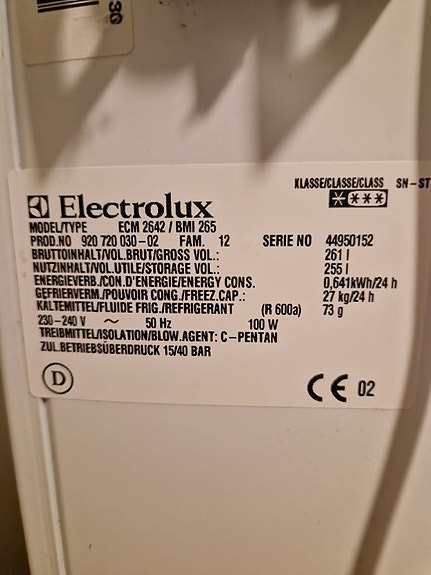 30
KLASSE/CLASSE/CLASS SN-ST
Electrolux
MODEL/TYPE ECM 2642 / BMI 265
PROD.NO 920 720 030-02 FAM. 12 SERIE NO 44950152
BRUTTOINHALT/VOL.BRUT/GROSS VOL.: 261 l
NUTZINHALT/VOL.UTILE/STORAGE VOL.: 255 l
ENERGIEVERB./CON.D'ENERGIE/ENERGY CONS. 0,641kWh/24 h
GEFRIERVERM./POUVOIR CONG./FREEZ.CAP.: 27 kg/24 h
KALTEMITTEL/FLUIDE FRIG./REFRIGERANT (R 600a) 73 g
230-240 V ~ 50 Hz 100 W
TREIBMITTEL/ISOLATION/BLOW.AGENT: C-PENTAN
ZUL.BETRIEBSÜBERDRUCK 15/40 BAR
D
CE 02